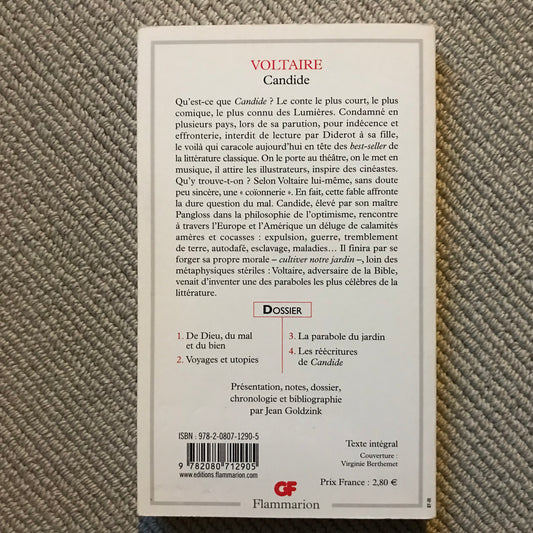 VOLTAIRE
Candide
Qu'est-ce que Candide ? Le conte le plus court, le plus
comique, le plus connu des Lumières. Condamné en
plusieurs pays, lors de sa parution, pour indécence et
effronterie, interdit de lecture par Diderot à sa fille,
le voilà qui caracole aujourd'hui en tête des best-seller de
la littérature classique. On le porte au théâtre, on le met en
musique, il attire les illustrateurs, inspire des cinéastes.
Qu'y trouve-t-on ? Selon Voltaire lui-même, sans doute
peu sincère, une « coïonnerie ». En fait, cette fable affronte
la dure question du mal. Candide, élevé par son maître
Pangloss dans la philosophie de l'optimisme, rencontre
à travers l'Europe et l'Amérique un déluge de calamités
amères et cocasses : expulsion, guerre, tremblement
de terre, autodafé, esclavage, maladies... Il finira par se
forger sa propre morale – cultiver notre jardin –, loin des
métaphysiques stériles : Voltaire, adversaire de la Bible,
venait d'inventer une des paraboles les plus célèbres de la
littérature.
DOSSIER
1. De Dieu, du mal
et du bien
2. Voyages et utopies
3. La parabole du jardin
4. Les réécritures
de Candide
Présentation, notes, dossier,
chronologie et bibliographie
par Jean Goldzink
ISBN : 978-2-0807-1290-5
9 782080 712905
www.editions.flammarion.com
Texte intégral
Couverture :
Virginie Berthemet
GF
Prix France : 2,80 €
Flammarion